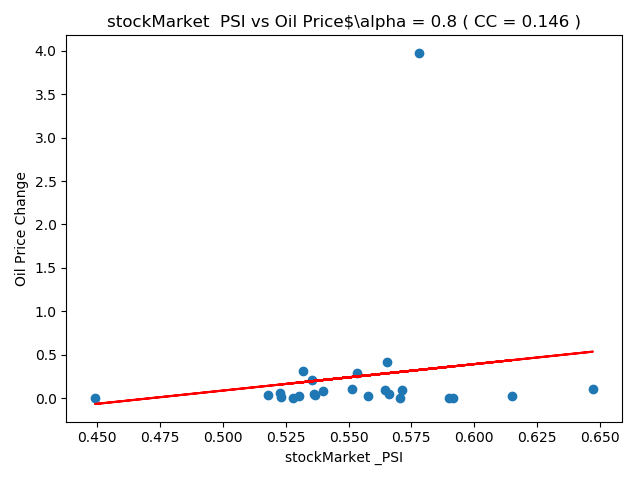 stockMarket  PSI vs Oil Price$\alpha = 0.8 ( CC = 0.146 )
4.0
3.5
3.0
2.5
2.0
1.5
1.0
0.5
0.0
Oil Price Change
0.450 0.475 0.500 0.525 0.550 0.575 0.600 0.625 0.650
stockMarket _PSI